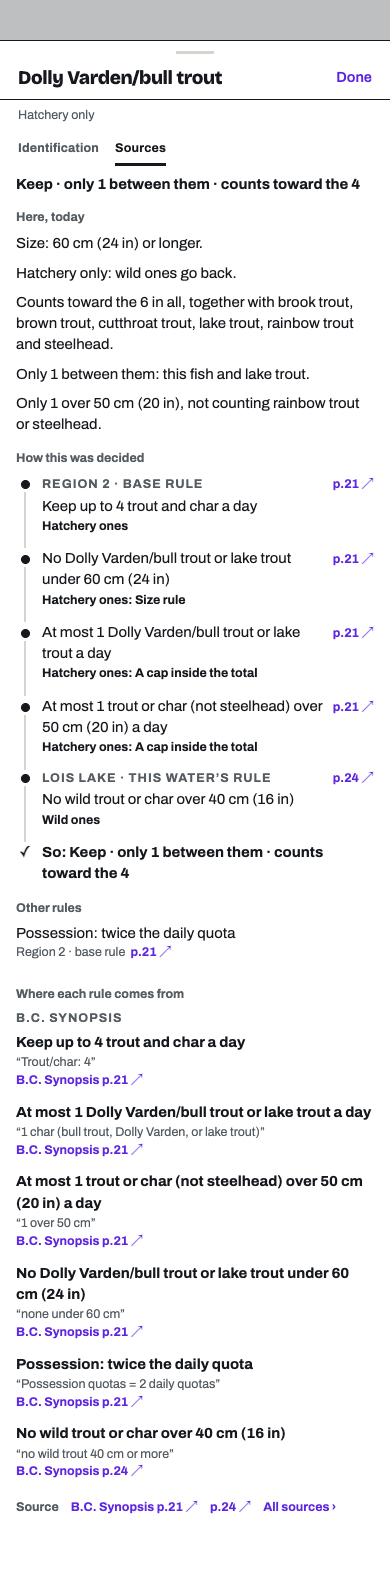 Dolly Varden/bull trout
Done
Hatchery only
Identification
Sources
Keep · only 1 between them · counts toward the 4
Here, today
Size: 60 cm (24 in) or longer.
Hatchery only: wild ones go back.
Counts toward the 6 in all, together with brook trout,
brown trout, cutthroat trout, lake trout, rainbow trout
and steelhead.
Only 1 between them: this fish and lake trout.
Only 1 over 50 cm (20 in), not counting rainbow trout
or steelhead.
How this was decided
REGION 2 · BASE RULE p.21 ↗
Keep up to 4 trout and char a day
Hatchery ones
No Dolly Varden/bull trout or lake trout p.21 ↗
under 60 cm (24 in)
Hatchery ones: Size rule
At most 1 Dolly Varden/bull trout or lake p.21 ↗
trout a day
Hatchery ones: A cap inside the total
At most 1 trout or char (not steelhead) over p.21 ↗
50 cm (20 in) a day
Hatchery ones: A cap inside the total
LOIS LAKE · THIS WATER'S RULE p.24 ↗
No wild trout or char over 40 cm (16 in)
Wild ones
✓ So: Keep · only 1 between them · counts
toward the 4
Other rules
Possession: twice the daily quota
Region 2 · base rule p.21 ↗
Where each rule comes from
B.C. SYNOPSIS
Keep up to 4 trout and char a day
“Trout/char: 4”
B.C. Synopsis p.21 ↗
At most 1 Dolly Varden/bull trout or lake trout a day
“1 char (bull trout, Dolly Varden, or lake trout)”
B.C. Synopsis p.21 ↗
At most 1 trout or char (not steelhead) over 50 cm
(20 in) a day
“1 over 50 cm”
B.C. Synopsis p.21 ↗
No Dolly Varden/bull trout or lake trout under 60
cm (24 in)
“none under 60 cm”
B.C. Synopsis p.21 ↗
Possession: twice the daily quota
“Possession quotas = 2 daily quotas”
B.C. Synopsis p.21 ↗
No wild trout or char over 40 cm (16 in)
“no wild trout 40 cm or more”
B.C. Synopsis p.24 ↗
Source B.C. Synopsis p.21 ↗ p.24 ↗ All sources ›